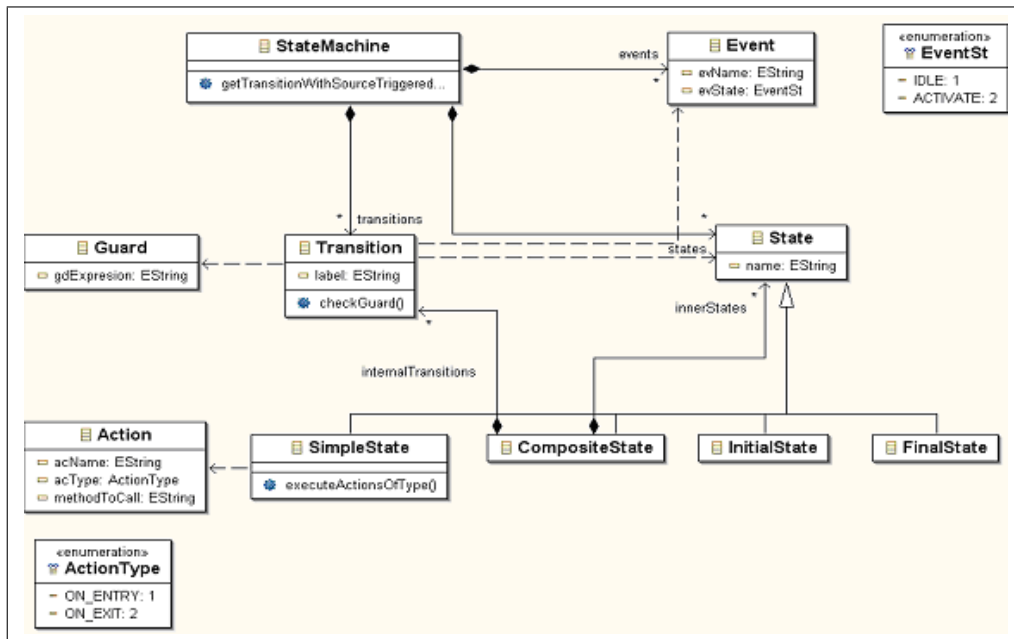 StateMachine
getTransitionWithSourceTriggered...
events
*
Event
evName: EString
evState: EventSt
«enumeration»
EventSt
IDLE: 1
ACTIVATE: 2
* transitions
*
states
Guard
gdExpresion: EString
Transition
label: EString
checkGuard()
*
State
name: EString
*
innerStates
internalTransitions
Action
acName: EString
acType: ActionType
methodToCall: EString
SimpleState
executeActionsOfType()
CompositeState
InitialState
FinalState
«enumeration»
ActionType
ON_ENTRY: 1
ON_EXIT: 2